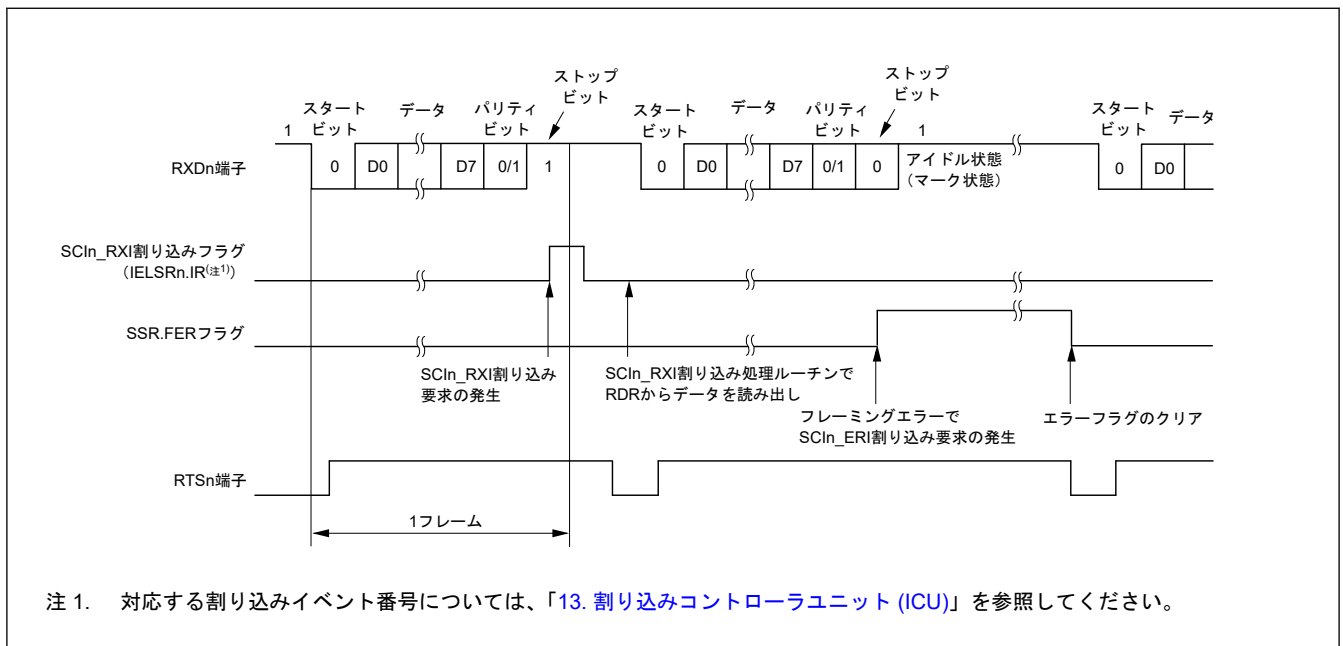 ストップ
ビット
ストップ
ビット
スタート
ビット
データ
パリティ
ビット
スタート
ビット
データ
パリティ
ビット
スタート
ビット
データ
1
1
RXDn端子
0 D0 D7 0/1 1 0 D0 D7 0/1 0
アイドル状態
（マーク状態）
0 D0
SCIn_RXI割り込みフラグ
（IELSRn.IR(注1)）
SSR.FERフラグ
SCIn_RXI割り込み
要求の発生
SCIn_RXI割り込み処理ルーチンで
RDRからデータを読み出し
フレーミングエラーで
SCIn_ERI割り込み要求の発生
エラーフラグのクリア
RTSn端子
1フレーム
注 1. 対応する割り込みイベント番号については、「13. 割り込みコントローラユニット (ICU)」を参照してください。